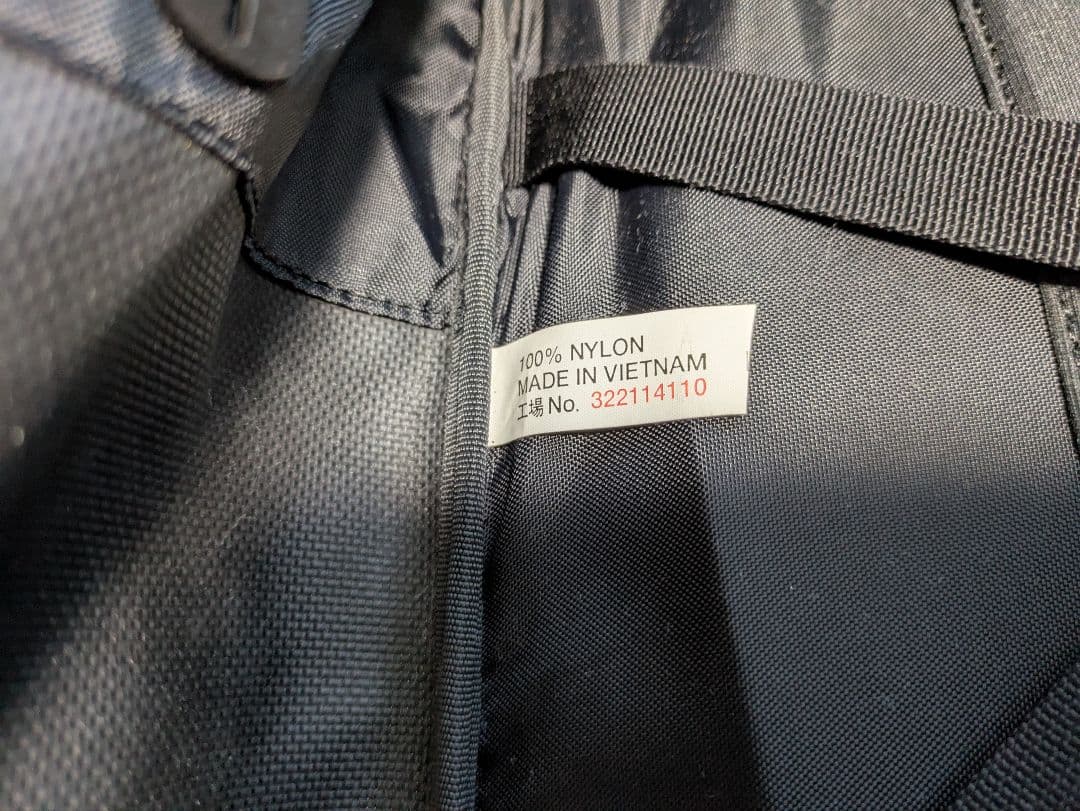 100% NYLON
MADE IN VIETNAM
工場 No. 322114110